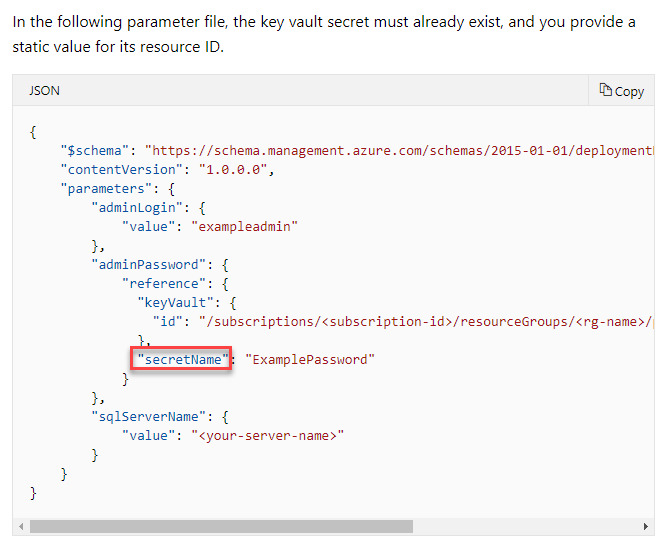 In the following parameter file, the key vault secret must already exist, and you provide a
static value for its resource ID.
JSON
Copy
{
    "$schema": "https://schema.management.azure.com/schemas/2015-01-01/deployment
    "contentVersion": "1.0.0.0",
    "parameters": {
        "adminLogin": {
            "value": "exampleadmin"
        },
        "adminPassword": {
            "reference": {
              "keyVault": {
                "id": "/subscriptions/<subscription-id>/resourceGroups/<rg-name>/
              },
              "secretName": "ExamplePassword"
            }
        },
        "sqlServerName": {
            "value": "<your-server-name>"
        }
    }
}